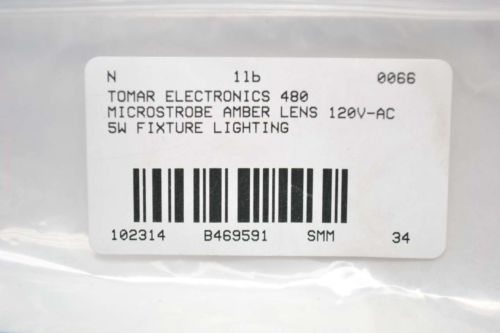 N 1lb 0066
TOMAR ELECTRONICS 480
MICROSTROBE AMBER LENS 120V-AC
5W FIXTURE LIGHTING
102314 B469591 SMM 34